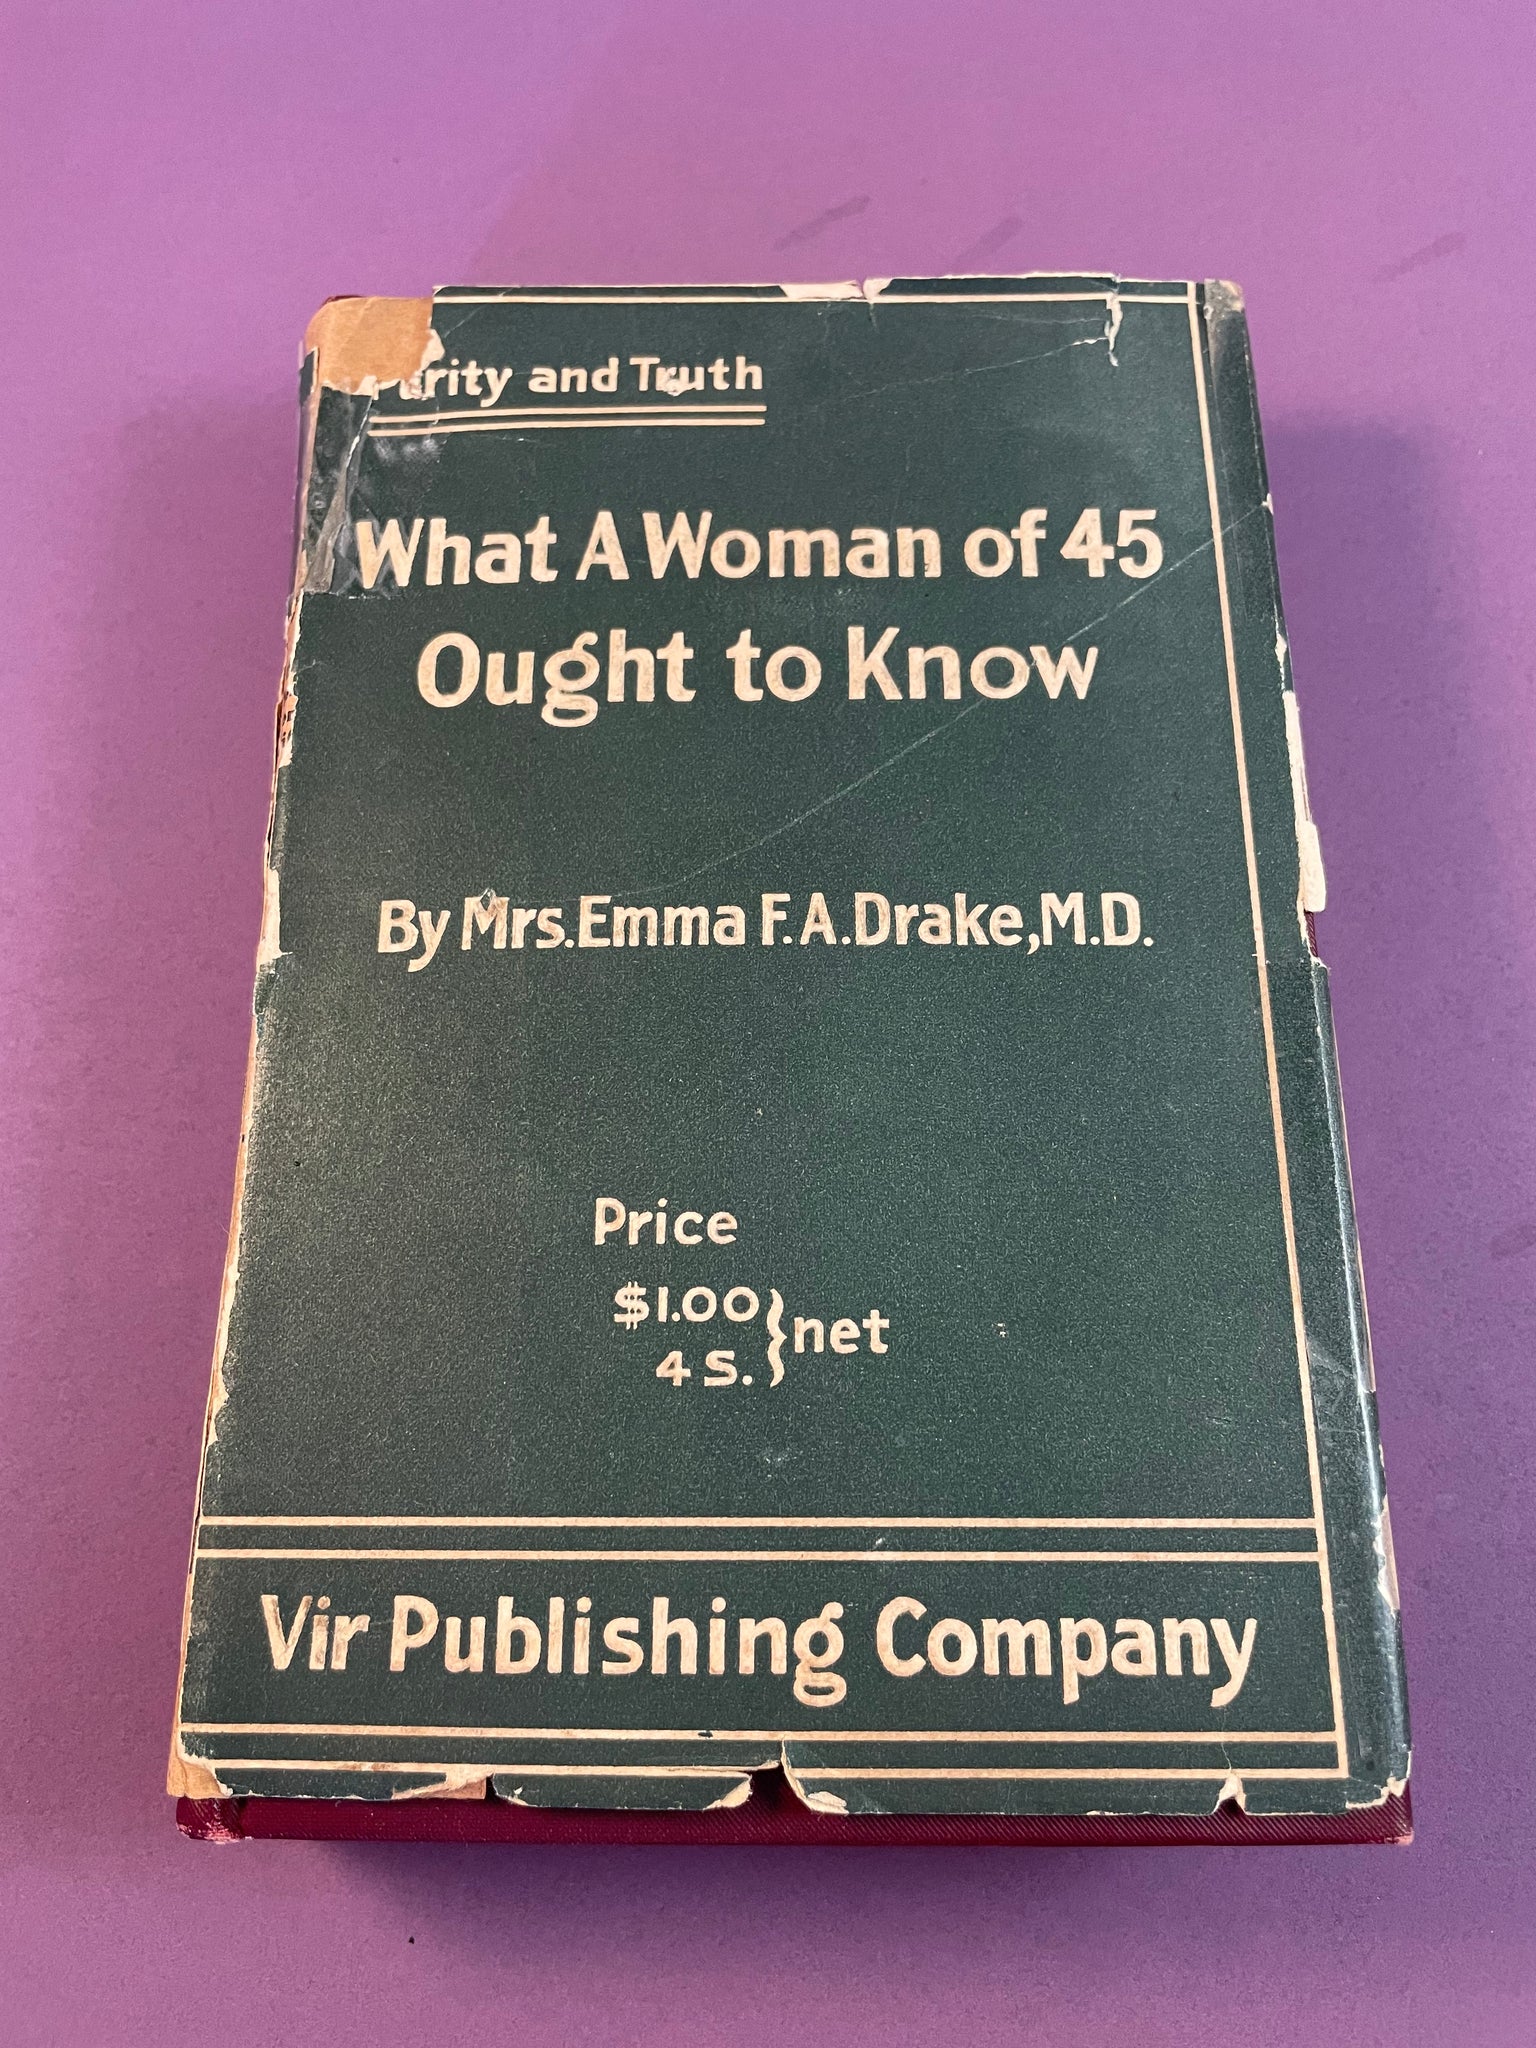 Purity and Truth
What A Woman of 45
Ought to Know
By Mrs. Emma F. A. Drake, M.D.
Price
$1.00
4 S. } net
Vir Publishing Company